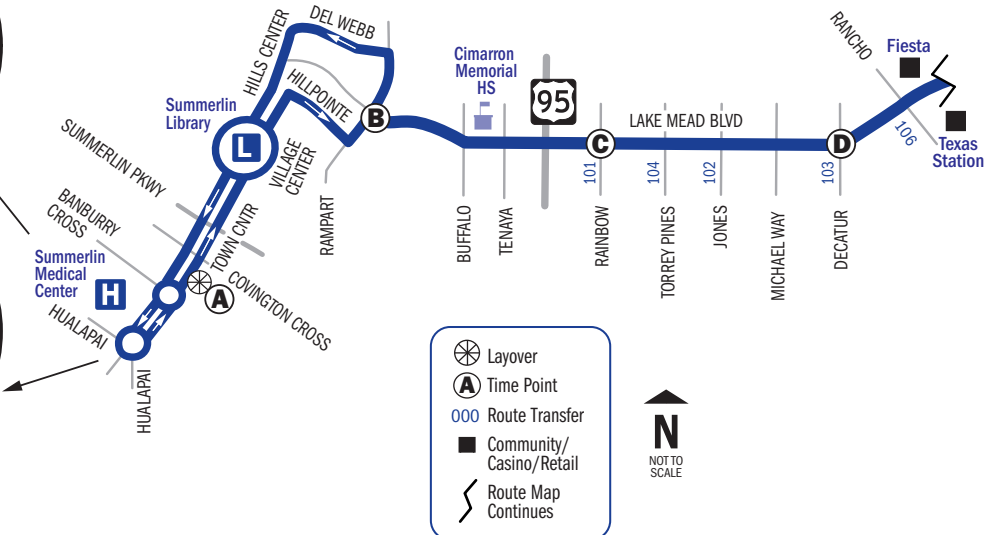 DEL WEBB
HILLS CENTER
HILLPOINTE
B
Summerlin
Library
L
VILLAGE
CENTER
RAMPART
SUMMERLIN PKWY
BANBURRY
CROSS
TOWN CNTR
Summerlin
Medical
Center
H
A
COVINGTON CROSS
HUALAPAI
HUALAPAI
Cimarron
Memorial
HS
95
LAKE MEAD BLVD
C
D
RANCHO
Fiesta
106
Texas
Station
101
104
102
103
BUFFALO
TENAYA
RAINBOW
TORREY PINES
JONES
MICHAEL WAY
DECATUR
Layover
A Time Point
000 Route Transfer
Community/
Casino/Retail
Route Map
Continues
N
NOT TO
SCALE